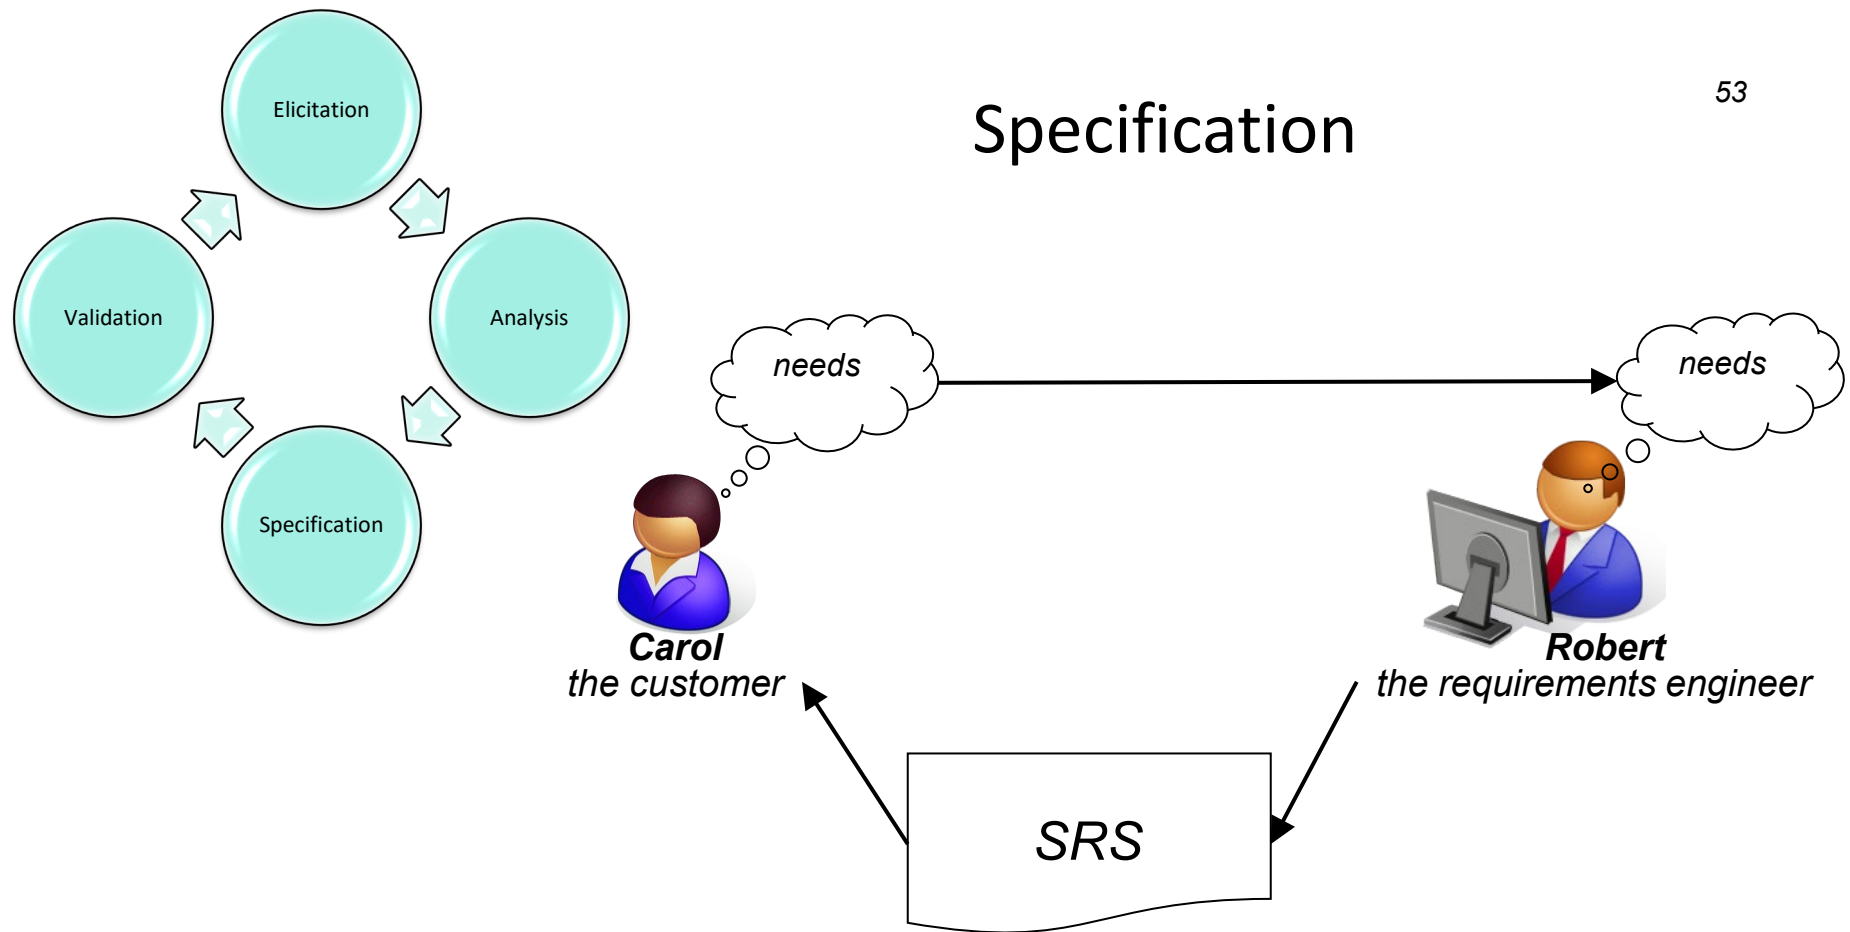 Specification
53
Elicitation
Validation
Analysis
Specification
needs
needs
Carol
the customer
Robert
the requirements engineer
SRS